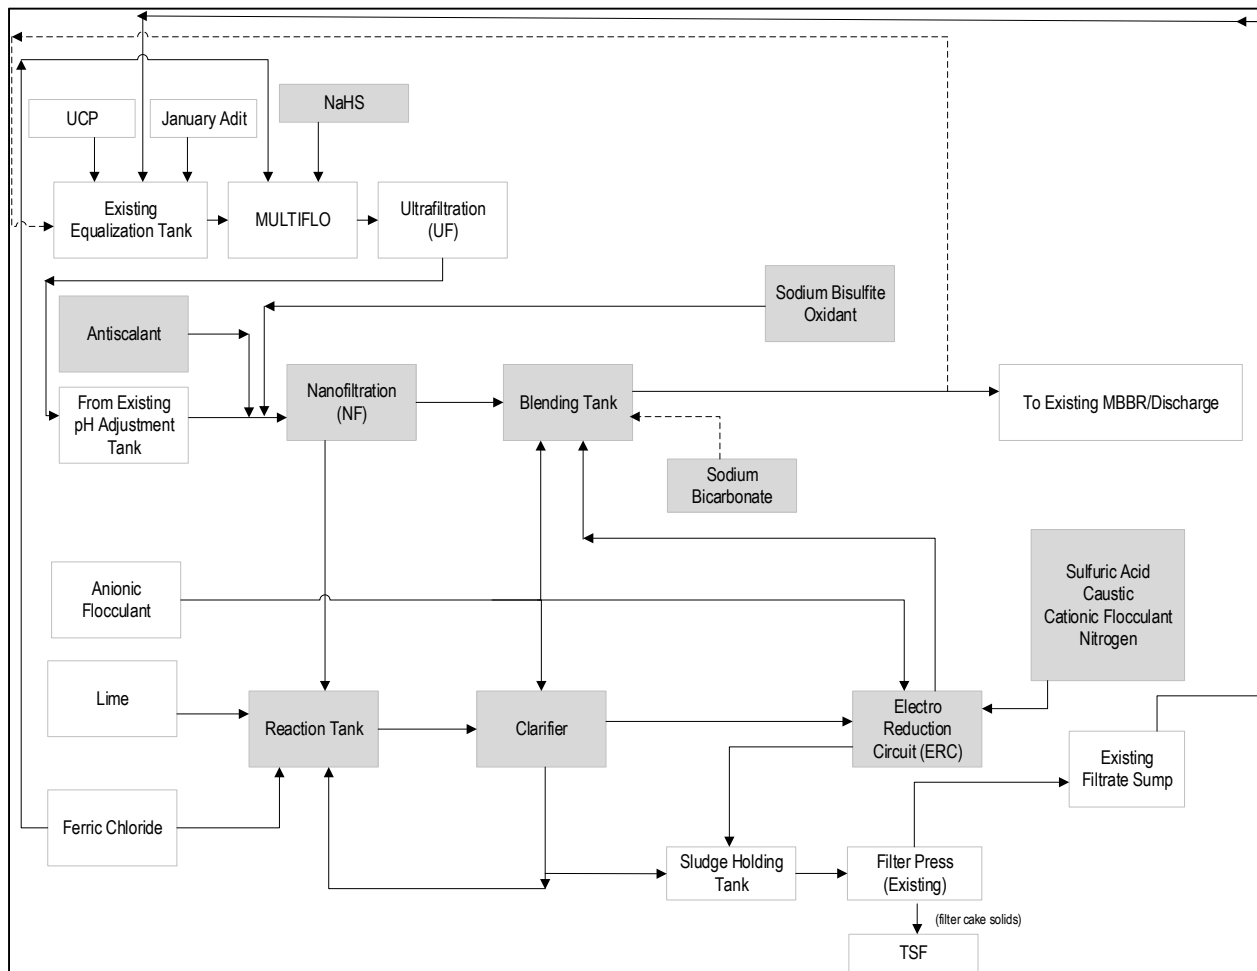 NaHS
UCP
January Adit
Existing
Equalization Tank
MULTIFLO
Ultrafiltration
(UF)
Sodium Bisulfite
Oxidant
Antiscalant
Nanofiltration
(NF)
Blending Tank
From Existing
pH Adjustment
Tank
To Existing MBBR/Discharge
Sodium
Bicarbonate
Sulfuric Acid
Caustic
Cationic Flocculant
Nitrogen
Anionic
Flocculant
Lime
Reaction Tank
Clarifier
Electro
Reduction
Circuit (ERC)
Existing
Filtrate Sump
Ferric Chloride
Sludge Holding
Tank
Filter Press
(Existing)
(filter cake solids)
TSF